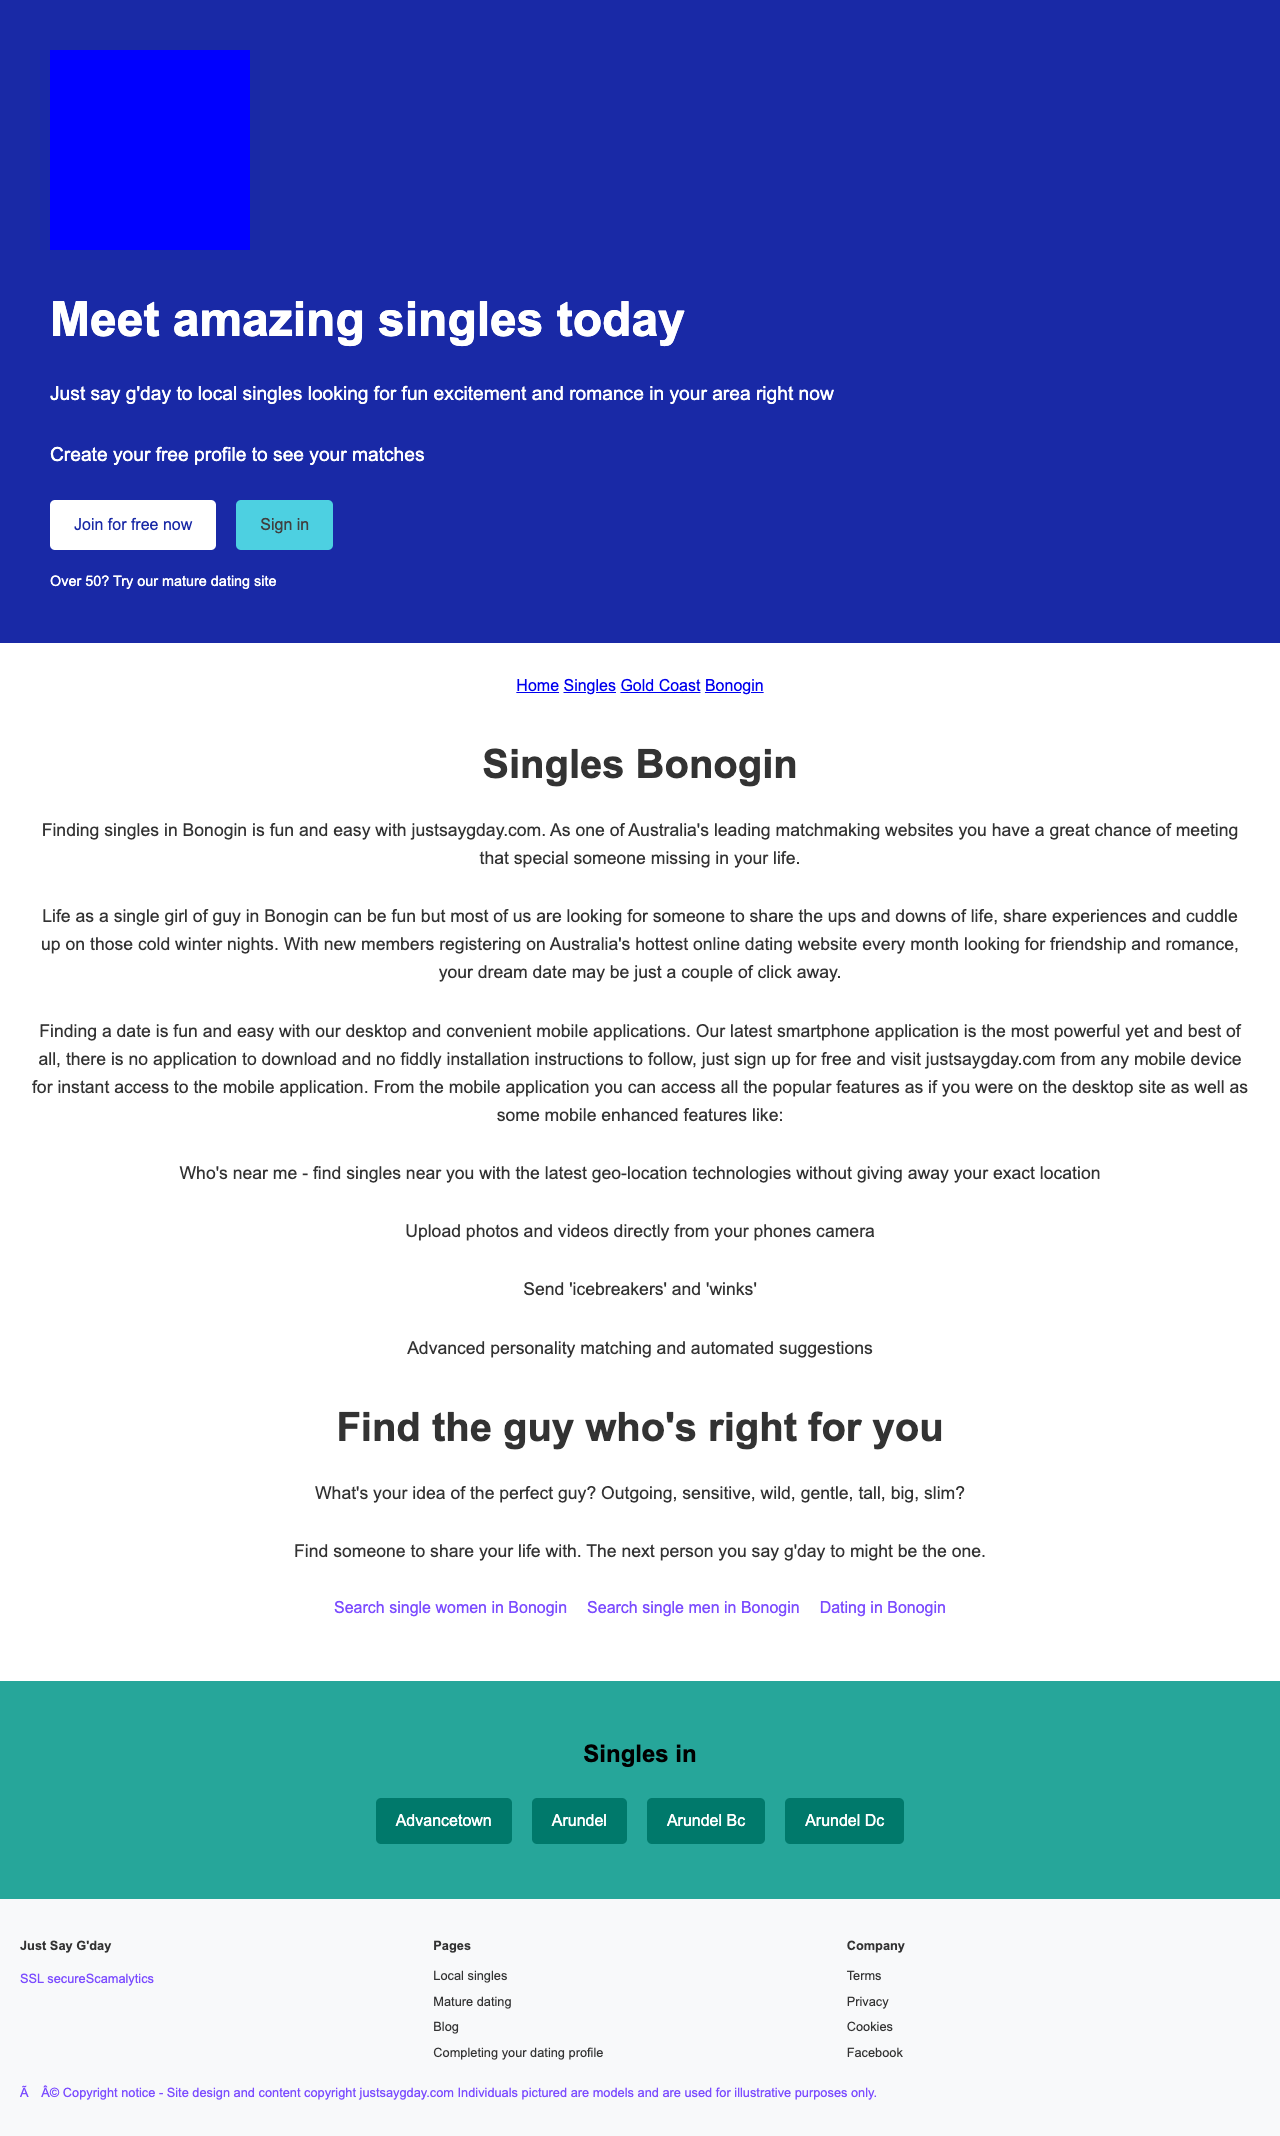 Meet amazing singles today
Just say g'day to local singles looking for fun excitement and romance in your area right now
Create your free profile to see your matches
Join for free now
Sign in
Over 50? Try our mature dating site
Home Singles Gold Coast Bonogin
Singles Bonogin
Finding singles in Bonogin is fun and easy with justsaygday.com. As one of Australia's leading matchmaking websites you have a great chance of meeting
that special someone missing in your life.
Life as a single girl of guy in Bonogin can be fun but most of us are looking for someone to share the ups and downs of life, share experiences and cuddle
up on those cold winter nights. With new members registering on Australia's hottest online dating website every month looking for friendship and romance,
your dream date may be just a couple of click away.
Finding a date is fun and easy with our desktop and convenient mobile applications. Our latest smartphone application is the most powerful yet and best of
all, there is no application to download and no fiddly installation instructions to follow, just sign up for free and visit justsaygday.com from any mobile device
for instant access to the mobile application. From the mobile application you can access all the popular features as if you were on the desktop site as well as
some mobile enhanced features like:
Who's near me - find singles near you with the latest geo-location technologies without giving away your exact location
Upload photos and videos directly from your phones camera
Send 'icebreakers' and 'winks'
Advanced personality matching and automated suggestions
Find the guy who's right for you
What's your idea of the perfect guy? Outgoing, sensitive, wild, gentle, tall, big, slim?
Find someone to share your life with. The next person you say g'day to might be the one.
Search single women in Bonogin Search single men in Bonogin Dating in Bonogin
Singles in
Advancetown Arundel Arundel Bc Arundel Dc
Just Say G'day
SSL secureScamalytics
Pages
Local singles
Mature dating
Blog
Completing your dating profile
Company
Terms
Privacy
Cookies
Facebook
Ã Â© Copyright notice - Site design and content copyright justsaygday.com Individuals pictured are models and are used for illustrative purposes only.